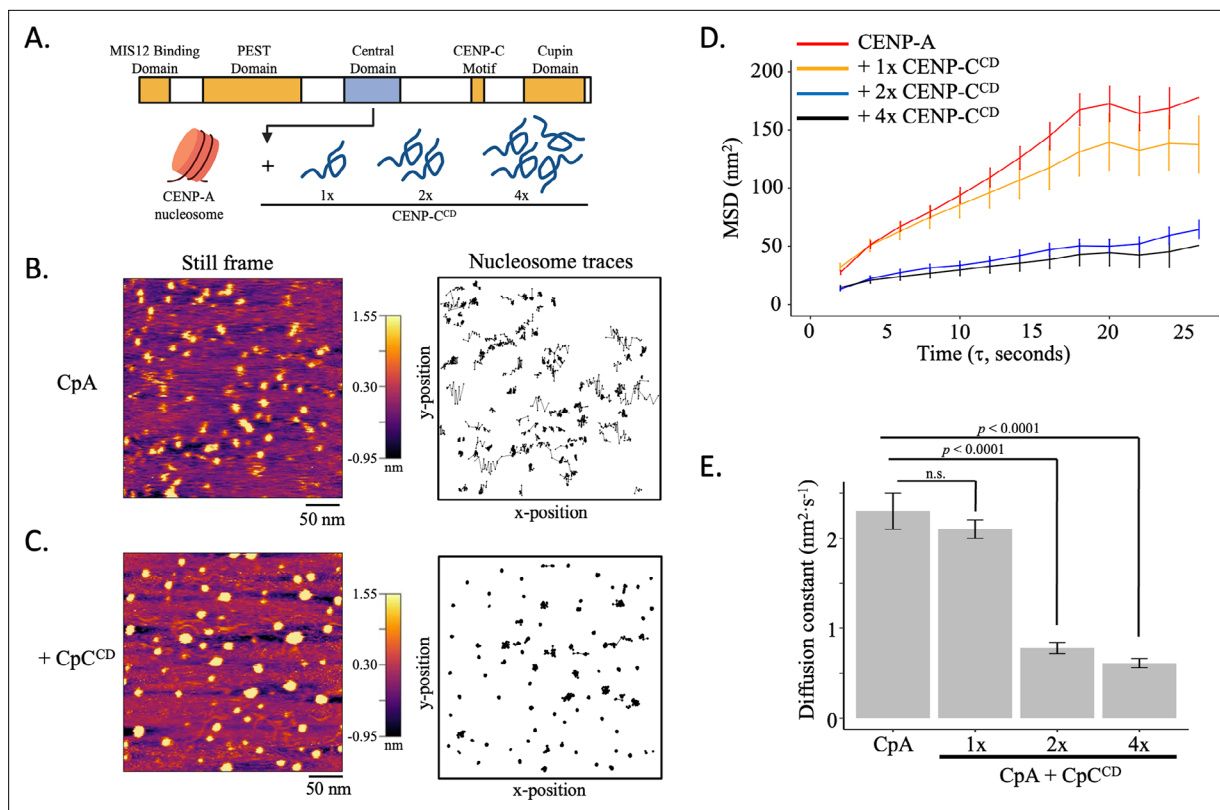 A.
MIS12 Binding Domain
PEST Domain
Central Domain
CENP-C Motif
Cupin Domain
CENP-A nucleosome
+
1x
2x
4x
CENP-C^CD
B.
Still frame
Nucleosome traces
CpA
1.55
0.30
-0.95
nm
50 nm
y-position
x-position
C.
+ CpC^CD
1.55
0.30
-0.95
nm
50 nm
y-position
x-position
D.
CENP-A
+ 1x CENP-C^CD
+ 2x CENP-C^CD
+ 4x CENP-C^CD
MSD (nm²)
200
150
100
50
0
0
5
10
15
20
25
Time (τ, seconds)
E.
p < 0.0001
p < 0.0001
n.s.
Diffusion constant (nm²·s⁻¹)
2
1
0
CpA
1x
2x
4x
CpA + CpC^CD